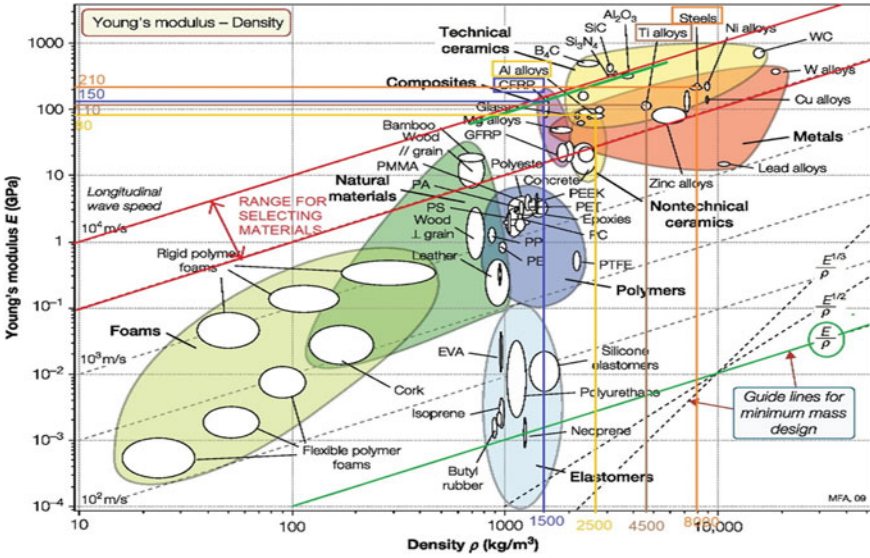 Young's modulus – Density
Al₂O₃
Steels
SiC
Ti alloys
Ni alloys
Si₃N₄
Technical
ceramics
B₄C
WC
Al alloys
W alloys
Composites
CFRP
Cu alloys
Glass
Mg alloys
GFRP
Metals
Lead alloys
Zinc alloys
1000
210
150
110
100
80
10
1
10⁻¹
10⁻²
10⁻³
10⁻⁴
Young's modulus E (GPa)
Bamboo
Wood
// grain
PMMA
Polyester
Concrete
Natural
materials
PA
PEEK
PS
PET
Nontechnical
ceramics
Wood
⊥ grain
Epoxies
PP
PC
Leather
PE
PTFE
Polymers
Longitudinal
wave speed
10⁴ m/s
RANGE FOR
SELECTING
MATERIALS
Rigid polymer
foams
Foams
10³ m/s
Cork
EVA
Silicone
elastomers
Polyurethane
Isoprene
Neoprene
Flexible polymer
foams
Butyl
rubber
Elastomers
10² m/s
E^1/3
ρ
E^1/2
ρ
E
ρ
Guide lines for
minimum mass
design
MFA, 09
10
100
1000
1500
2500
4500
8000
10,000
Density ρ (kg/m³)